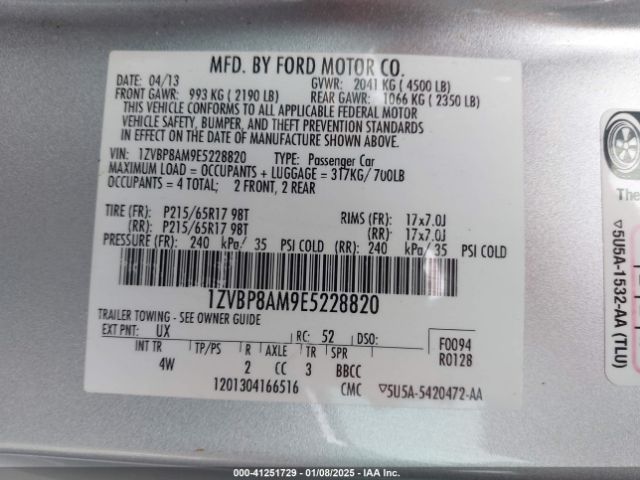 MFD. BY FORD MOTOR CO.
DATE: 04/13 GVWR: 2041 KG ( 4500 LB)
FRONT GAWR: 993 KG ( 2190 LB) REAR GAWR: 1066 KG ( 2350 LB)
THIS VEHICLE CONFORMS TO ALL APPLICABLE FEDERAL MOTOR
VEHICLE SAFETY, BUMPER, AND THEFT PREVENTION STANDARDS
IN EFFECT ON THE DATE OF MANUFACTURE SHOWN ABOVE.
VIN: 1ZVBP8AM9E5228820 TYPE: Passenger Car
MAXIMUM LOAD = OCCUPANTS + LUGGAGE = 317KG/ 700LB
OCCUPANTS = 4 TOTAL; 2 FRONT, 2 REAR
TIRE (FR): P215/65R17 98T RIMS (FR): 17x7.0J
(RR): P215/65R17 98T (RR): 17x7.0J
PRESSURE (FR): 240 kPa/ 35 PSI COLD (RR): 240 kPa/35 PSI COLD
1ZVBP8AM9E5228820
TRAILER TOWING - SEE OWNER GUIDE
EXT PNT: UX RC: 52 DSO: F0094
INT TR TP/PS R AXLE TR SPR R0128
4W 2 CC 3 BBCC
1201304166516 CMC ▽5U5A-5420472-AA
The
▽5U5A-1532-AA (TLU)
000-41251729 - 01/08/2025 - IAA Inc.